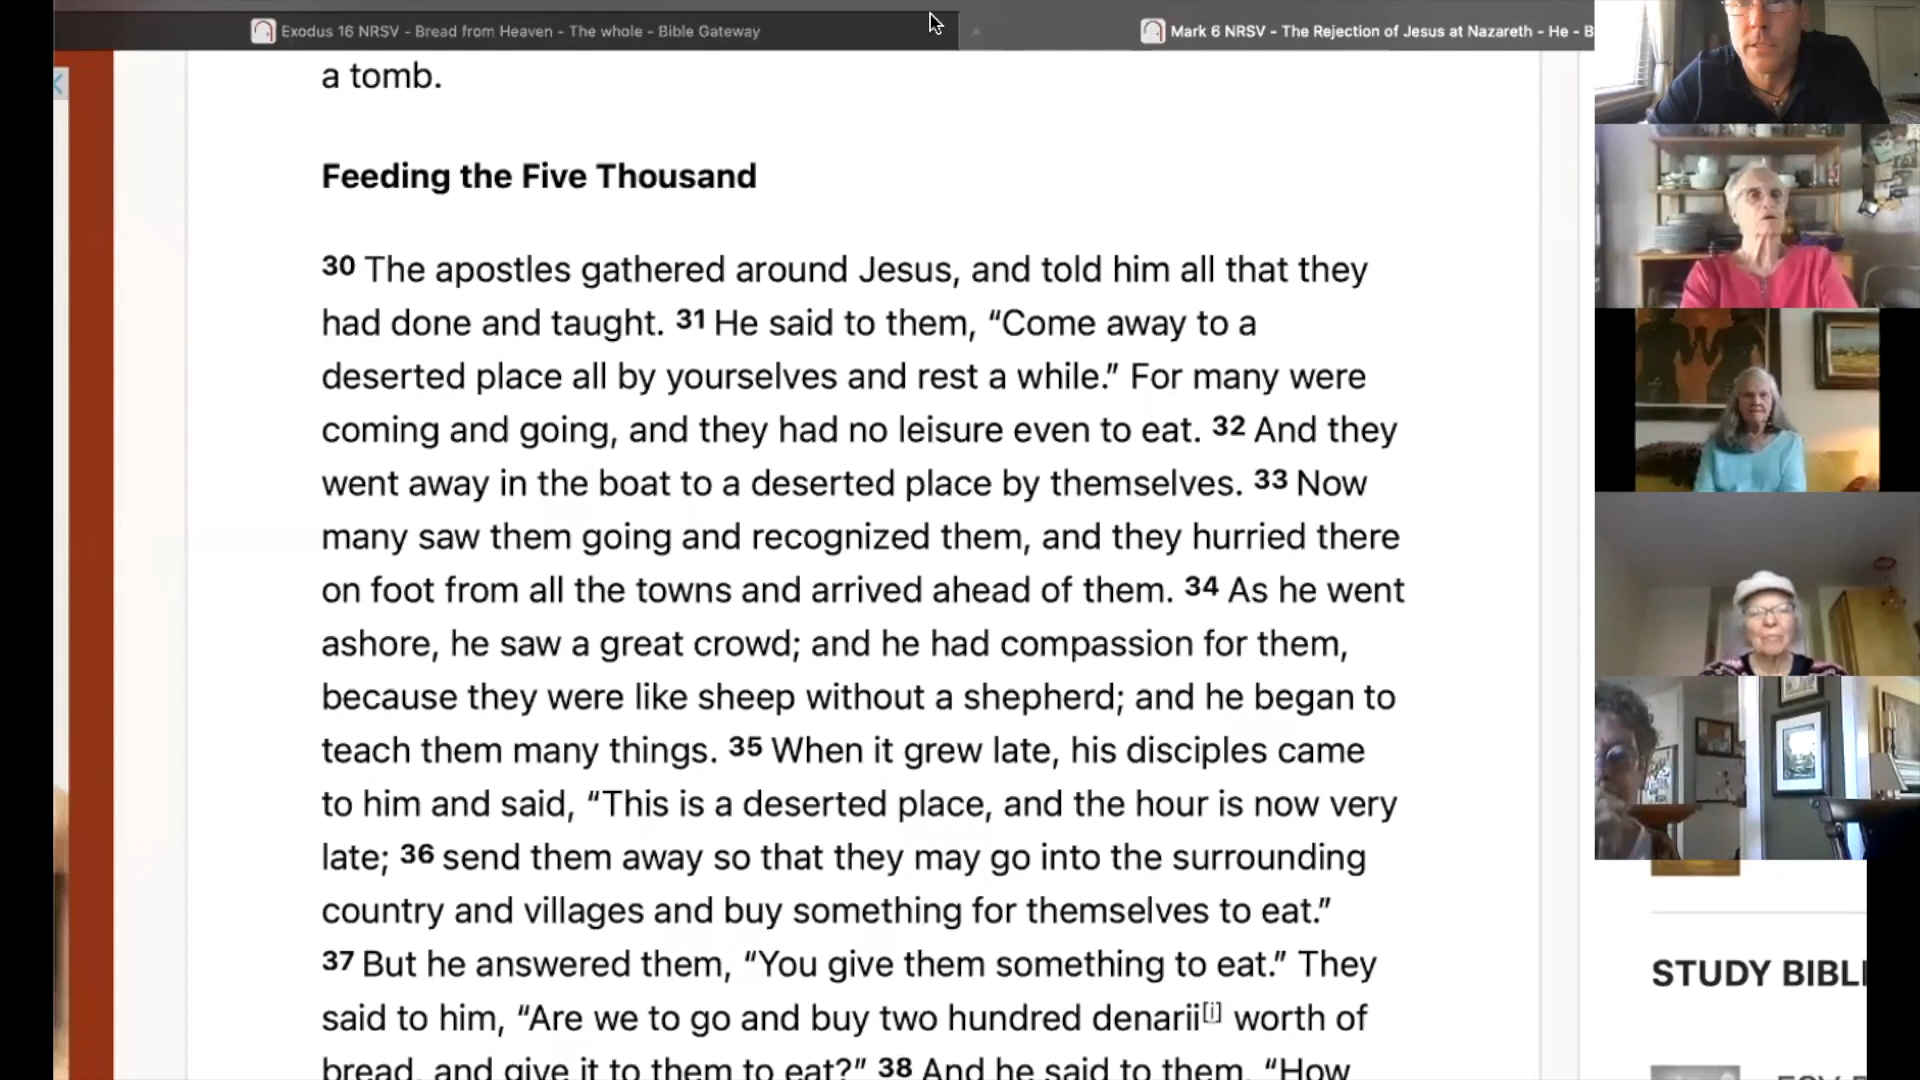 Exodus 16 NRSV - Bread from Heaven - The whole - Bible Gateway
Mark 6 NRSV - The Rejection of Jesus at Nazareth - He - B
a tomb.
Feeding the Five Thousand
30 The apostles gathered around Jesus, and told him all that they
had done and taught. 31 He said to them, “Come away to a
deserted place all by yourselves and rest a while.” For many were
coming and going, and they had no leisure even to eat. 32 And they
went away in the boat to a deserted place by themselves. 33 Now
many saw them going and recognized them, and they hurried there
on foot from all the towns and arrived ahead of them. 34 As he went
ashore, he saw a great crowd; and he had compassion for them,
because they were like sheep without a shepherd; and he began to
teach them many things. 35 When it grew late, his disciples came
to him and said, “This is a deserted place, and the hour is now very
late; 36 send them away so that they may go into the surrounding
country and villages and buy something for themselves to eat.”
37 But he answered them, “You give them something to eat.” They
said to him, “Are we to go and buy two hundred denarii[i] worth of
bread, and give it to them to eat?” 38 And he said to them, “How
STUDY BIBL